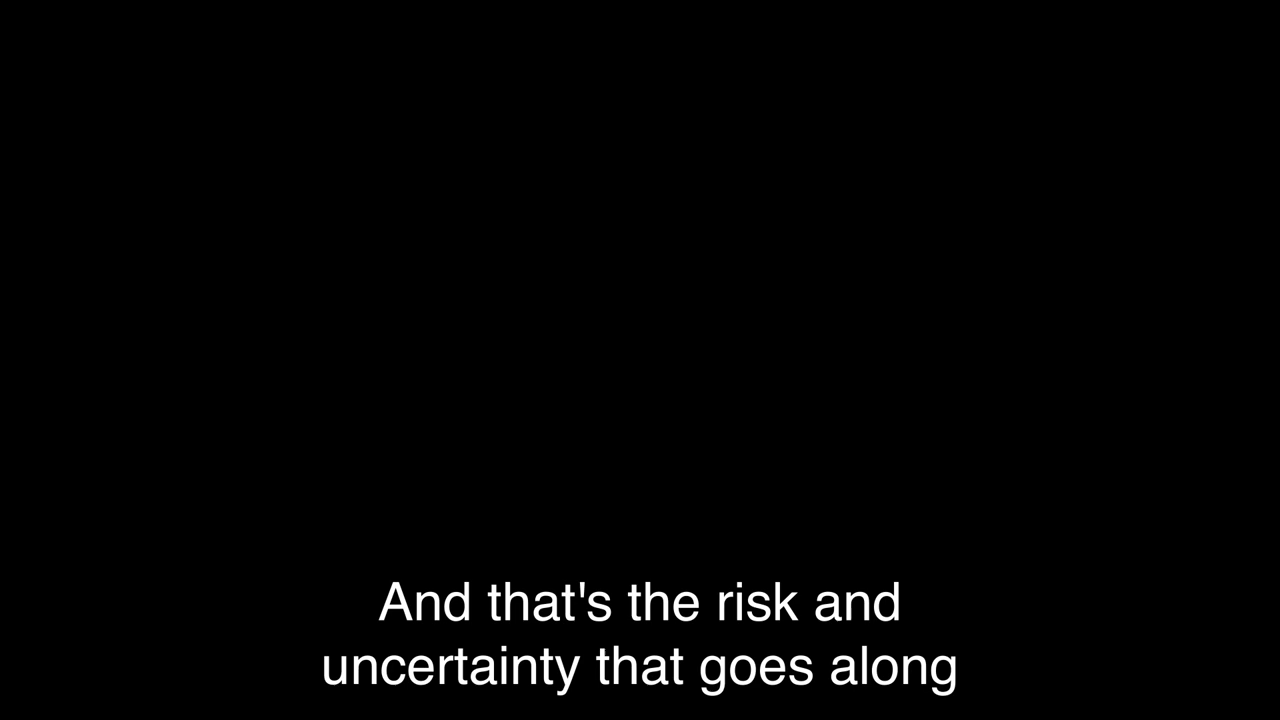 And that's the risk and
uncertainty that goes along